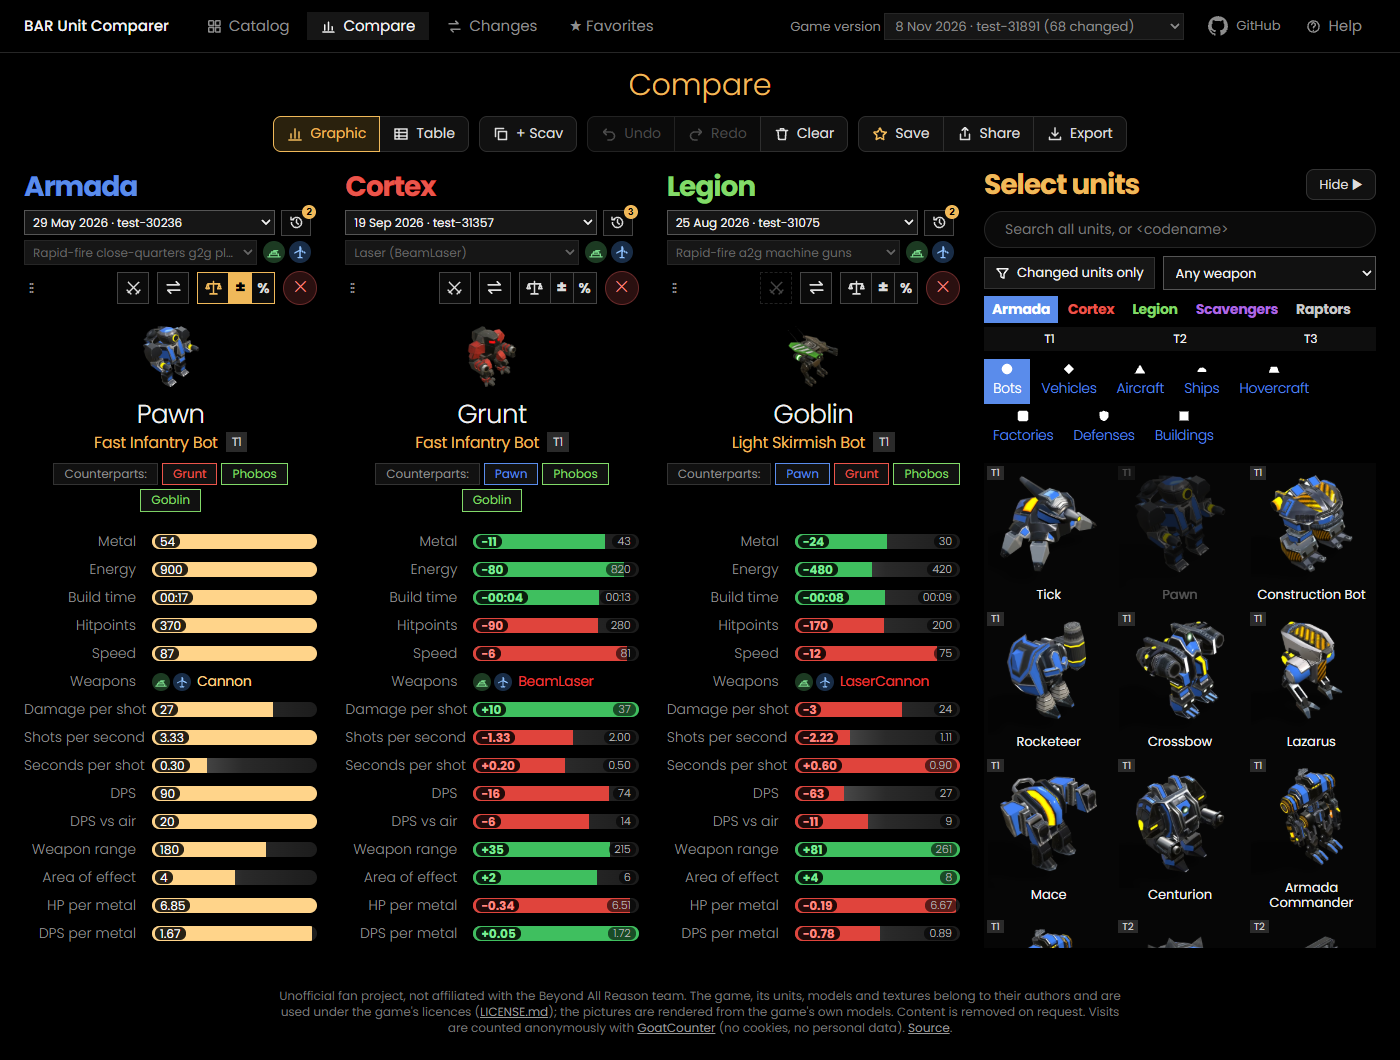 BAR Unit Comparer
Catalog
Compare
Changes
Favorites
Game version
8 Nov 2026 · test-31891 (68 changed)
GitHub
Help
Compare
Graphic
Table
+ Scav
Undo
Redo
Clear
Save
Share
Export
Armada
29 May 2026 · test-30236
2
Rapid-fire close-quarters g2g pl...
%
Pawn
Fast Infantry Bot T1
Counterparts: Grunt Phobos
Goblin
Metal 54
Energy 900
Build time 00:17
Hitpoints 370
Speed 87
Weapons Cannon
Damage per shot 27
Shots per second 3.33
Seconds per shot 0.30
DPS 90
DPS vs air 20
Weapon range 180
Area of effect 4
HP per metal 6.85
DPS per metal 1.67
Cortex
19 Sep 2026 · test-31357
3
Laser (BeamLaser)
%
Grunt
Fast Infantry Bot T1
Counterparts: Pawn Phobos
Goblin
Metal -11 43
Energy -80 820
Build time -00:04 00:13
Hitpoints -90 280
Speed -6 81
Weapons BeamLaser
Damage per shot +10 37
Shots per second -1.33 2.00
Seconds per shot +0.20 0.50
DPS -16 74
DPS vs air -6 14
Weapon range +35 215
Area of effect +2 6
HP per metal -0.34 6.51
DPS per metal +0.05 1.72
Legion
25 Aug 2026 · test-31075
2
Rapid-fire a2g machine guns
%
Goblin
Light Skirmish Bot T1
Counterparts: Pawn Grunt Phobos
Metal -24 30
Energy -480 420
Build time -00:08 00:09
Hitpoints -170 200
Speed -12 75
Weapons LaserCannon
Damage per shot -3 24
Shots per second -2.22 1.11
Seconds per shot +0.60 0.90
DPS -63 27
DPS vs air -11 9
Weapon range +81 261
Area of effect +4 8
HP per metal -0.19 6.67
DPS per metal -0.78 0.89
Select units
Hide
Search all units, or <codename>
Changed units only
Any weapon
Armada Cortex Legion Scavengers Raptors
T1 T2 T3
Bots Vehicles Aircraft Ships Hovercraft
Factories Defenses Buildings
T1 T1 T1
Tick Pawn Construction Bot
T1 T1 T1
Rocketeer Crossbow Lazarus
T1 T1 T1
Mace Centurion Armada Commander
T1 T2 T2
Unofficial fan project, not affiliated with the Beyond All Reason team. The game, its units, models and textures belong to their authors and are
used under the game's licences (LICENSE.md); the pictures are rendered from the game's own models. Content is removed on request. Visits
are counted anonymously with GoatCounter (no cookies, no personal data). Source.